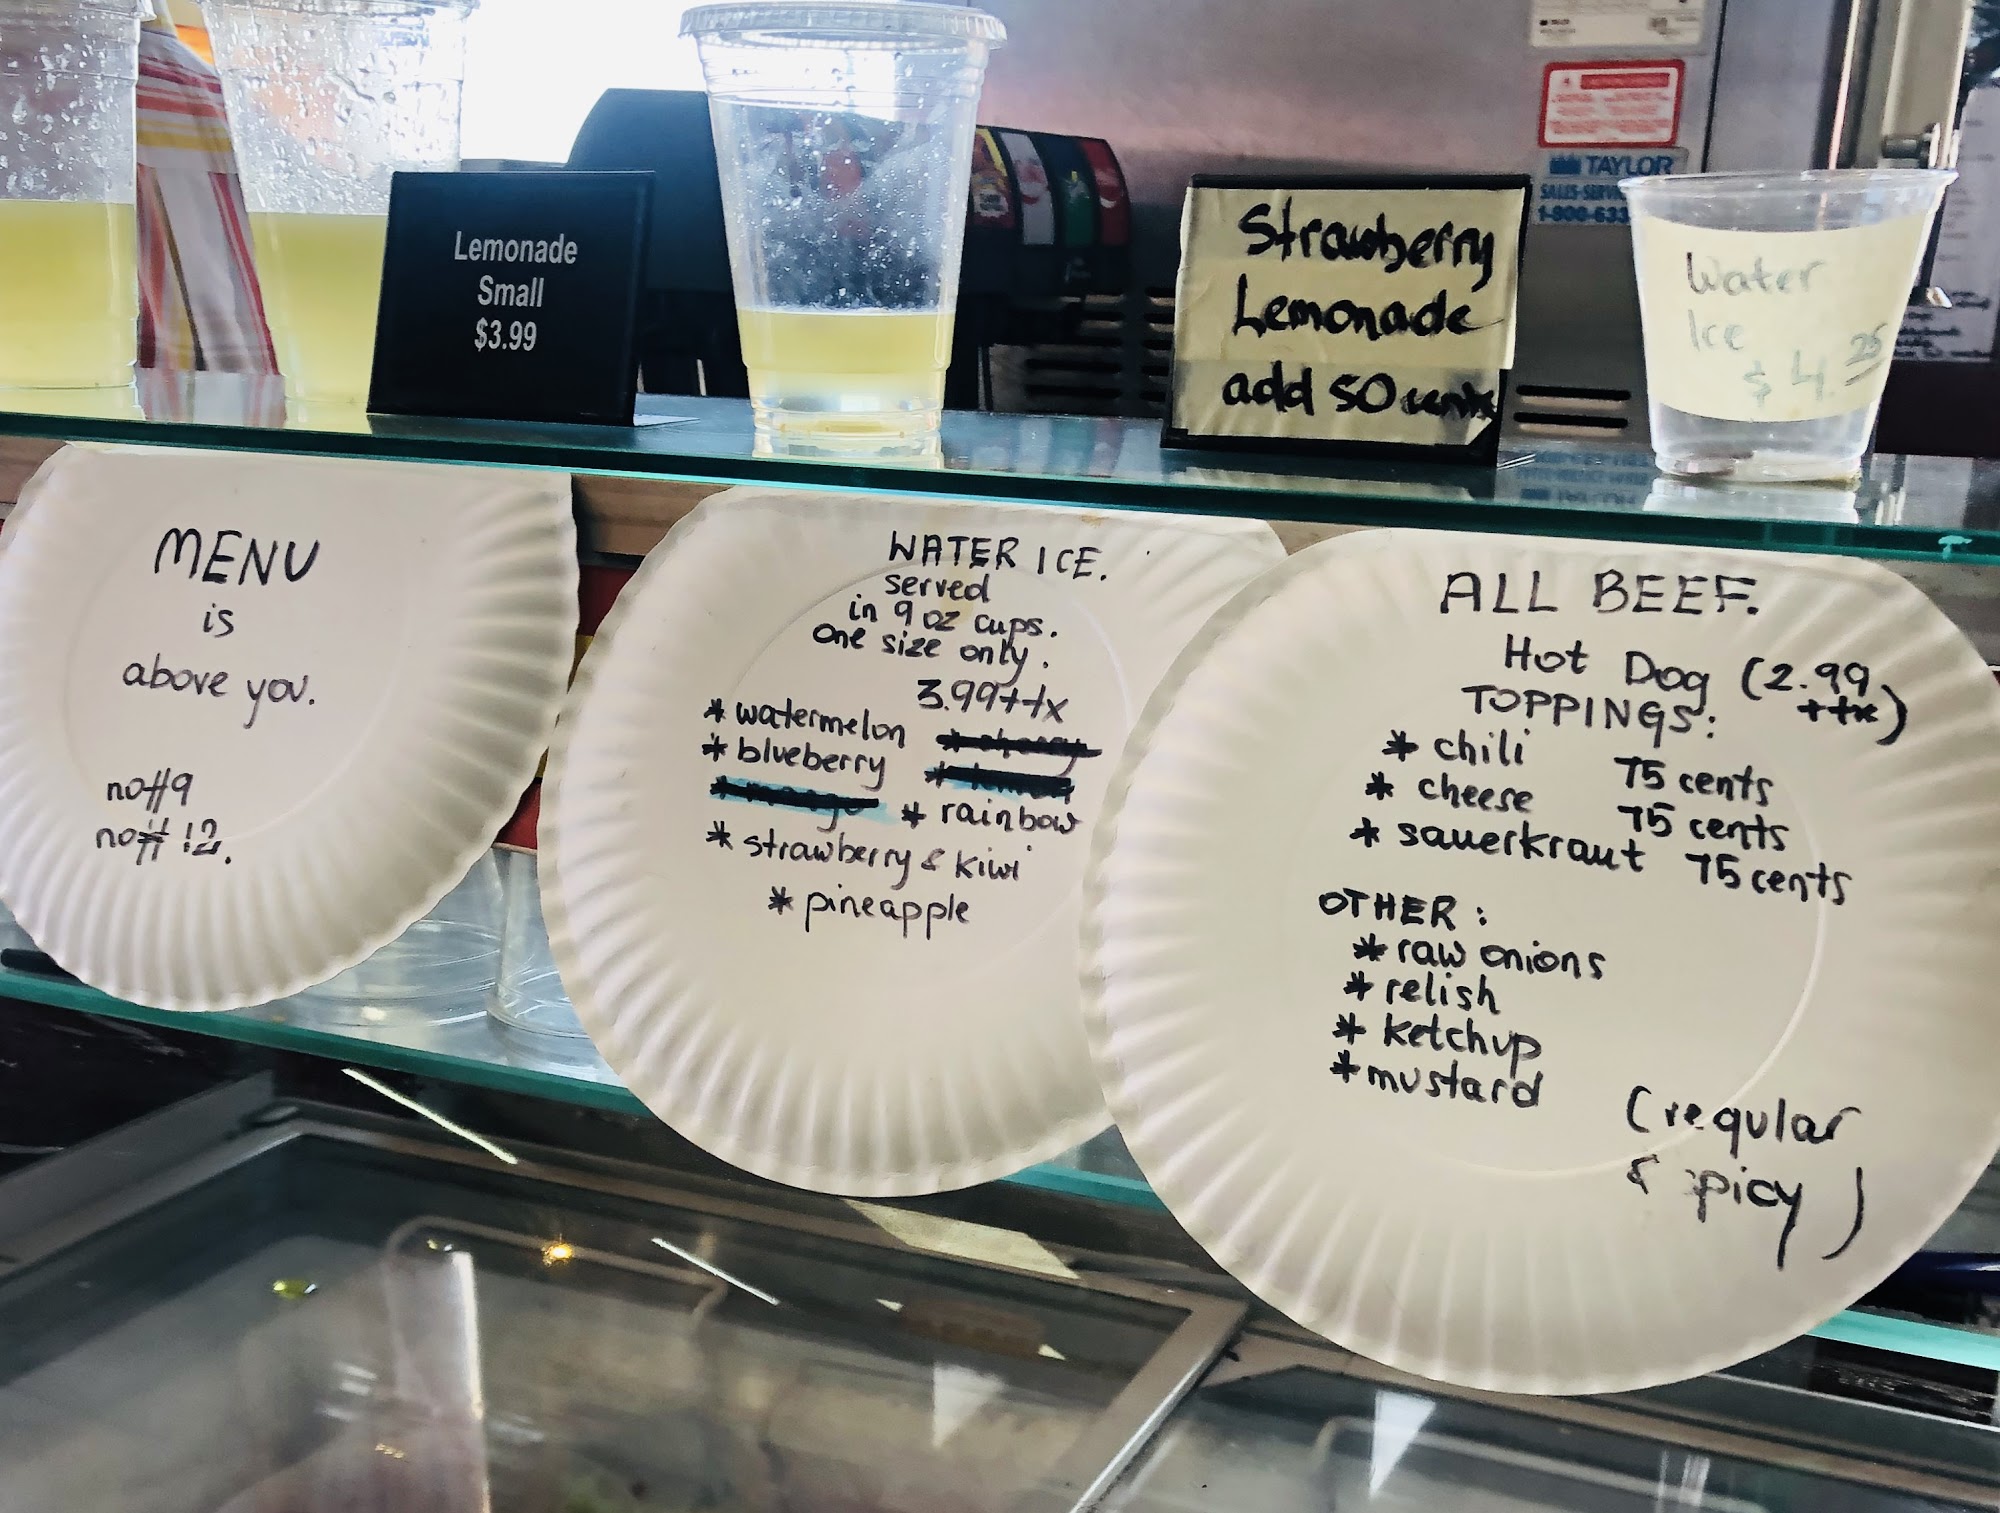 Lemonade
Small
$3.99
Strawberry
Lemonade
add 50 cents
TAYLOR
1-800-633
Water
Ice
$4.25
MENU
is
above you.
no#9
no# 12.
WATER ICE.
served
in 9 oz cups.
one size only.
3.99+tx
* watermelon
* blueberry
* rainbow
* strawberry & kiwi
* pineapple
ALL BEEF.
Hot Dog (2.99
++x)
TOPPINGS:
* chili 75 cents
* cheese 75 cents
* sauerkraut 75 cents
OTHER:
* raw onions
* relish
* ketchup
* mustard
(regular
& spicy)